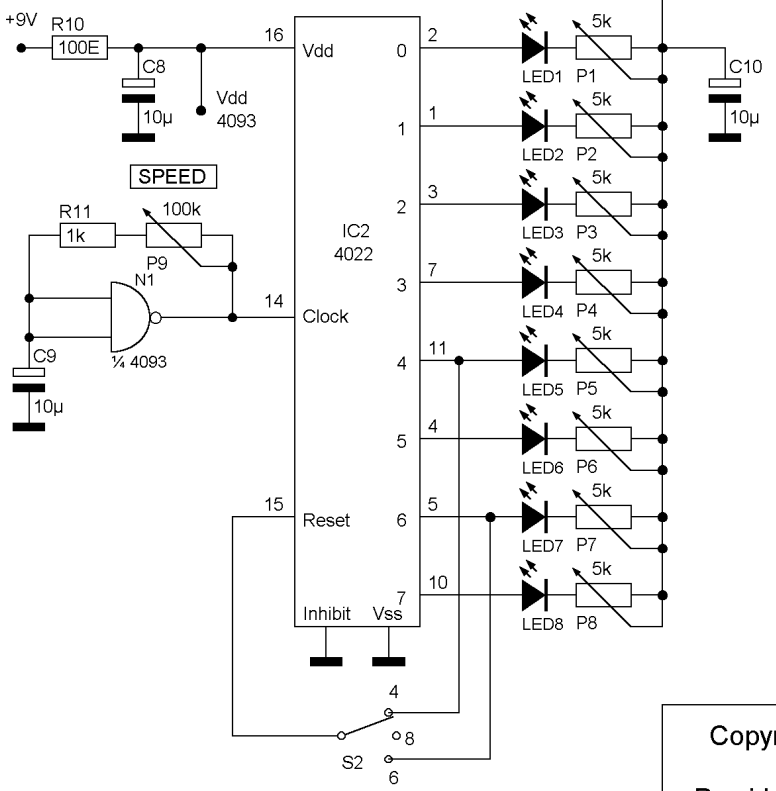 +9V
R10
100E
C8
10µ
Vdd
4093
SPEED
R11
1k
100k
P9
N1
¼ 4093
C9
10µ
16
Vdd
IC2
4022
14
Clock
15
Reset
Inhibit
Vss
0
2
LED1
5k
P1
1
1
LED2
5k
P2
2
3
LED3
5k
P3
3
7
LED4
5k
P4
4
11
LED5
5k
P5
5
4
LED6
5k
P6
6
5
LED7
5k
P7
7
10
LED8
5k
P8
C10
10µ
4
8
S2
6
Copyr